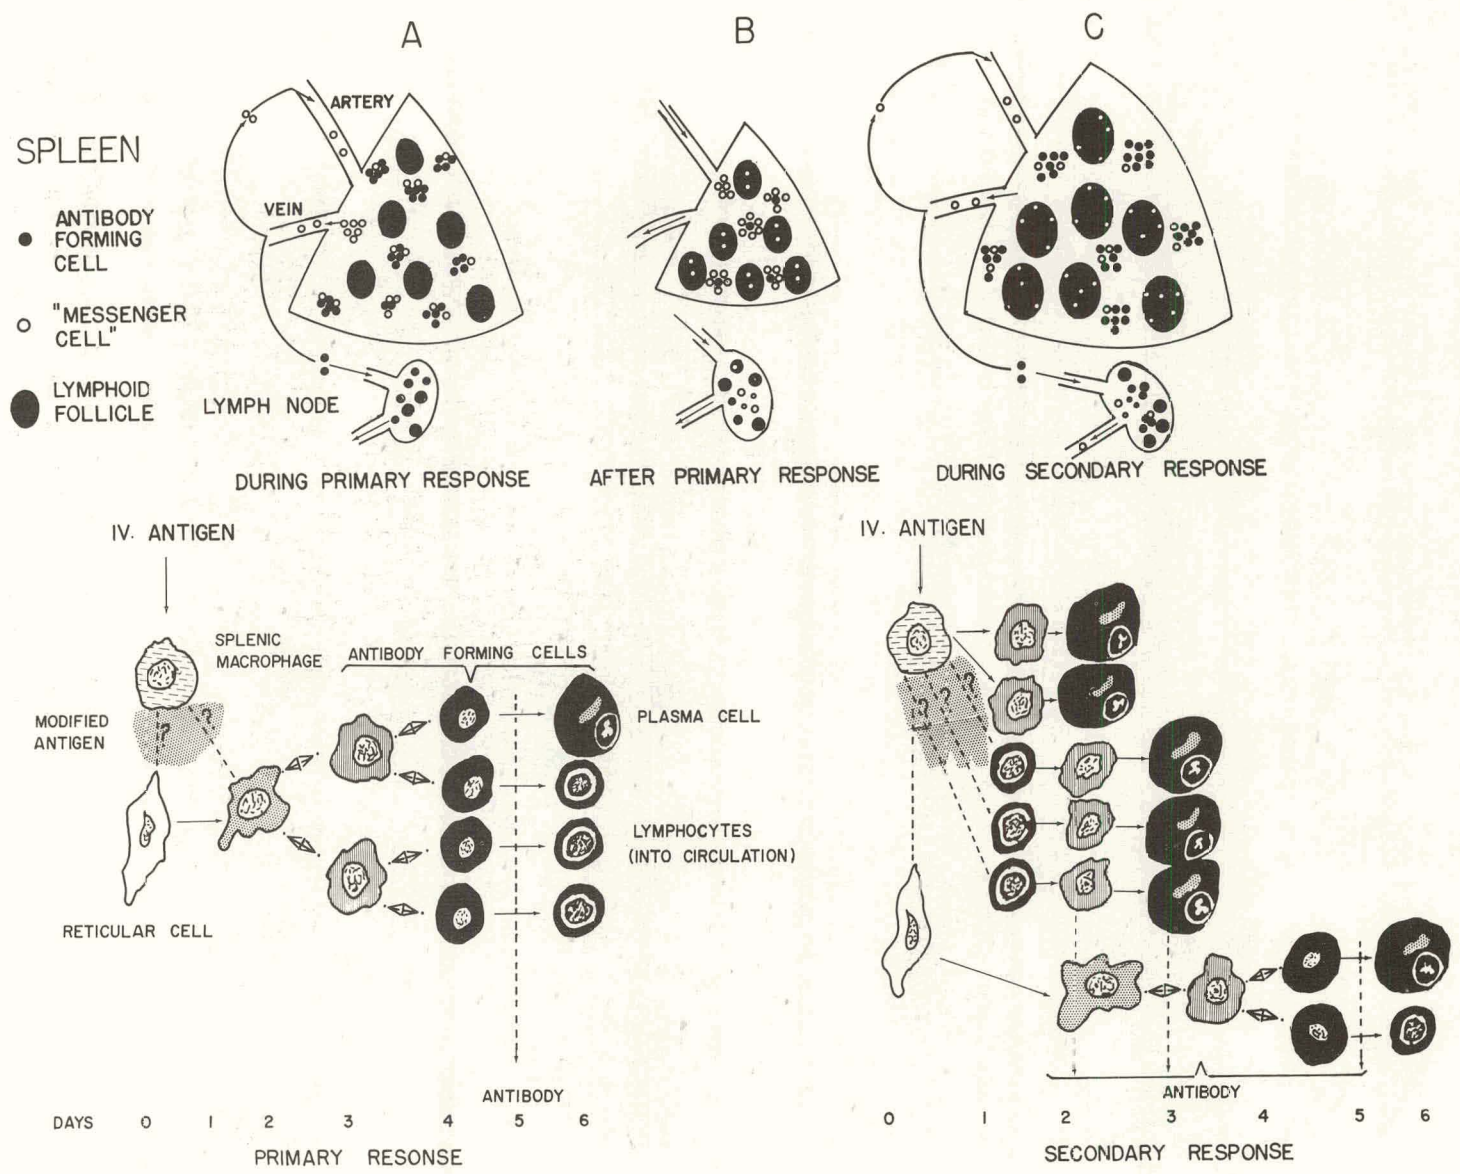 A
B
C
SPLEEN
ANTIBODY
FORMING
CELL
"MESSENGER
CELL"
LYMPHOID
FOLLICLE
ARTERY
VEIN
LYMPH NODE
DURING PRIMARY RESPONSE
AFTER PRIMARY RESPONSE
DURING SECONDARY RESPONSE
IV. ANTIGEN
SPLENIC
MACROPHAGE
ANTIBODY FORMING CELLS
MODIFIED
ANTIGEN
? ?
PLASMA CELL
LYMPHOCYTES
(INTO CIRCULATION)
RETICULAR CELL
ANTIBODY
DAYS 0 1 2 3 4 5 6
PRIMARY RESONSE
IV. ANTIGEN
? ? ?
ANTIBODY
0 1 2 3 4 5 6
SECONDARY RESPONSE